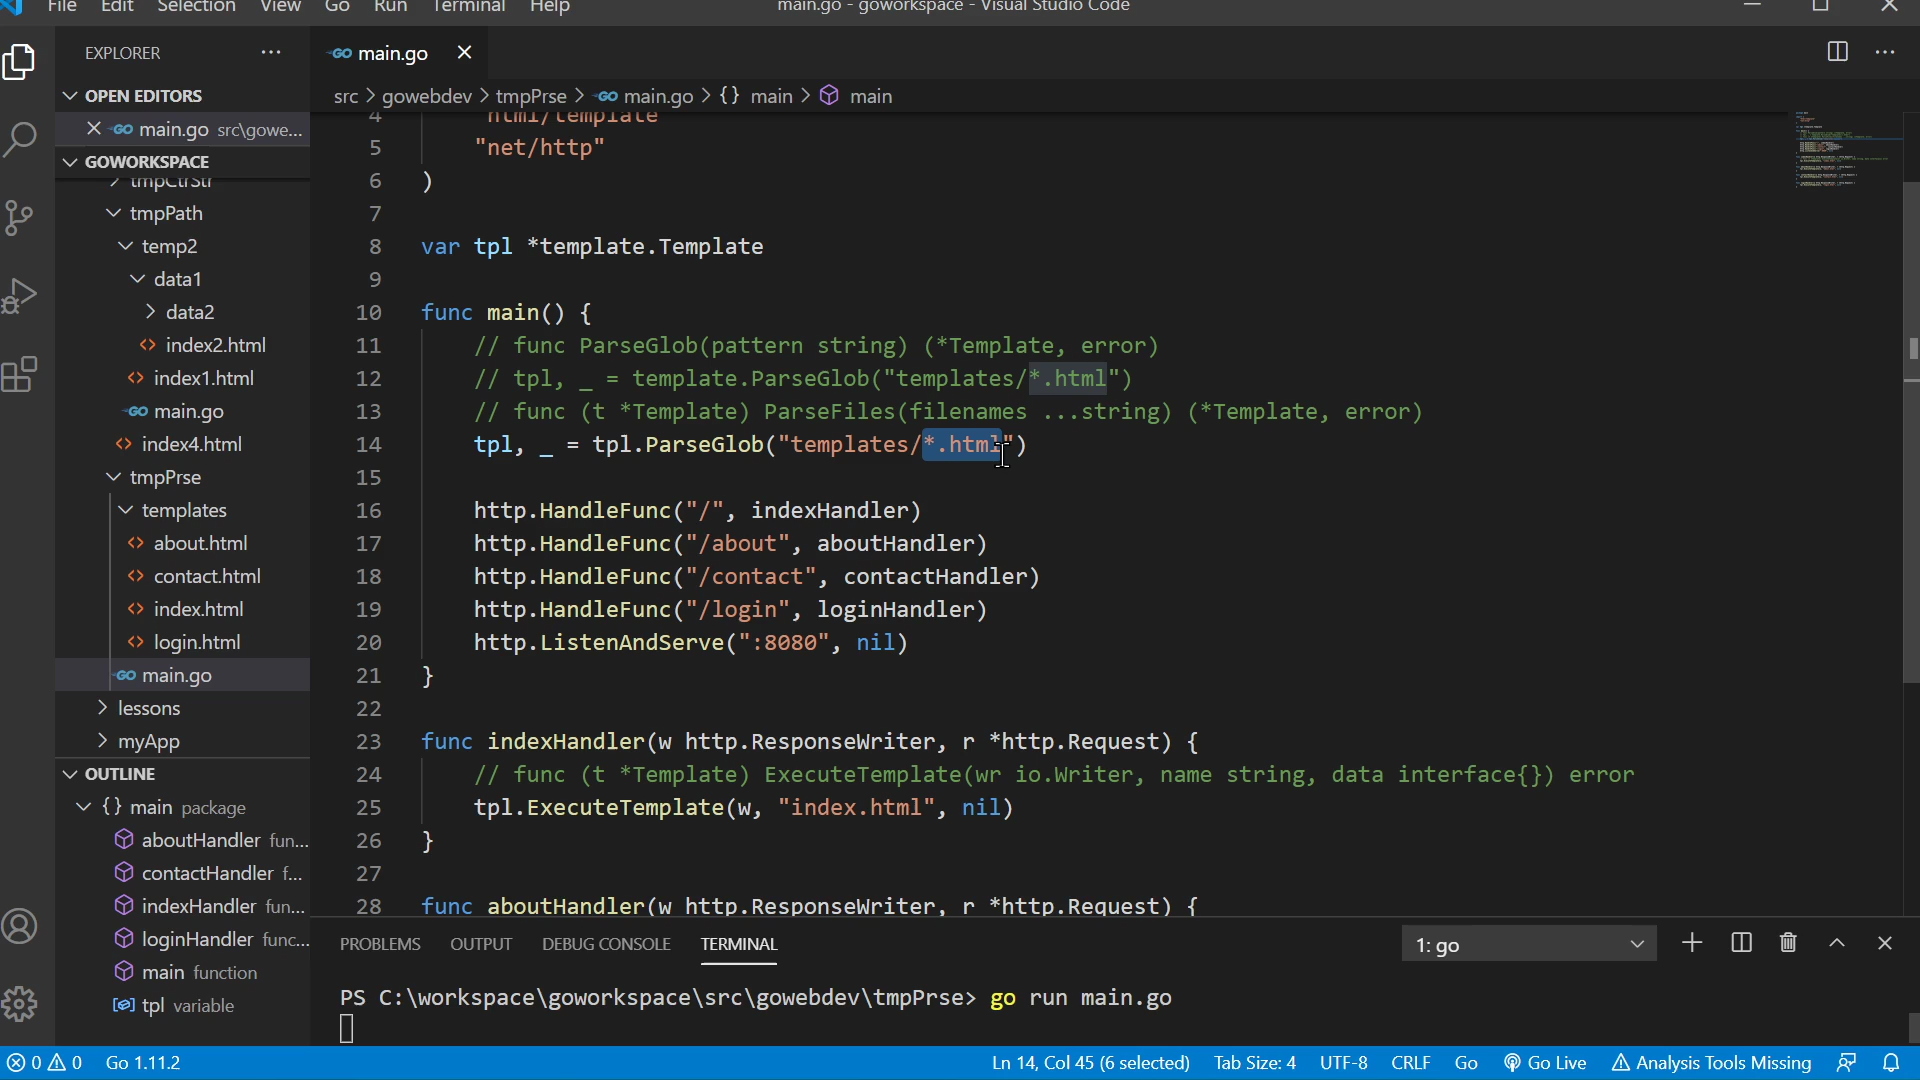 File Edit Selection View Go Run Terminal Help
main.go - goworkspace - Visual Studio Code
EXPLORER
OPEN EDITORS
main.go src\gowe...
GOWORKSPACE
tmpCtrStr
tmpPath
temp2
data1
data2
index2.html
index1.html
main.go
index4.html
tmpPrse
templates
about.html
contact.html
index.html
login.html
main.go
lessons
myApp
OUTLINE
{} main package
aboutHandler fun...
contactHandler f...
indexHandler fun...
loginHandler func...
main function
tpl variable
main.go
src > gowebdev > tmpPrse > main.go > {} main > main
4 "html/template
5 "net/http"
6 )
7
8 var tpl *template.Template
9
10 func main() {
11 // func ParseGlob(pattern string) (*Template, error)
12 // tpl, _ = template.ParseGlob("templates/*.html")
13 // func (t *Template) ParseFiles(filenames ...string) (*Template, error)
14 tpl, _ = tpl.ParseGlob("templates/*.html")
15
16 http.HandleFunc("/", indexHandler)
17 http.HandleFunc("/about", aboutHandler)
18 http.HandleFunc("/contact", contactHandler)
19 http.HandleFunc("/login", loginHandler)
20 http.ListenAndServe(":8080", nil)
21 }
22
23 func indexHandler(w http.ResponseWriter, r *http.Request) {
24 // func (t *Template) ExecuteTemplate(wr io.Writer, name string, data interface{}) error
25 tpl.ExecuteTemplate(w, "index.html", nil)
26 }
27
28 func aboutHandler(w http.ResponseWriter, r *http.Request) {
PROBLEMS OUTPUT DEBUG CONSOLE TERMINAL
1: go
PS C:\workspace\goworkspace\src\gowebdev\tmpPrse> go run main.go
0 0 Go 1.11.2
Ln 14, Col 45 (6 selected) Tab Size: 4 UTF-8 CRLF Go Go Live Analysis Tools Missing